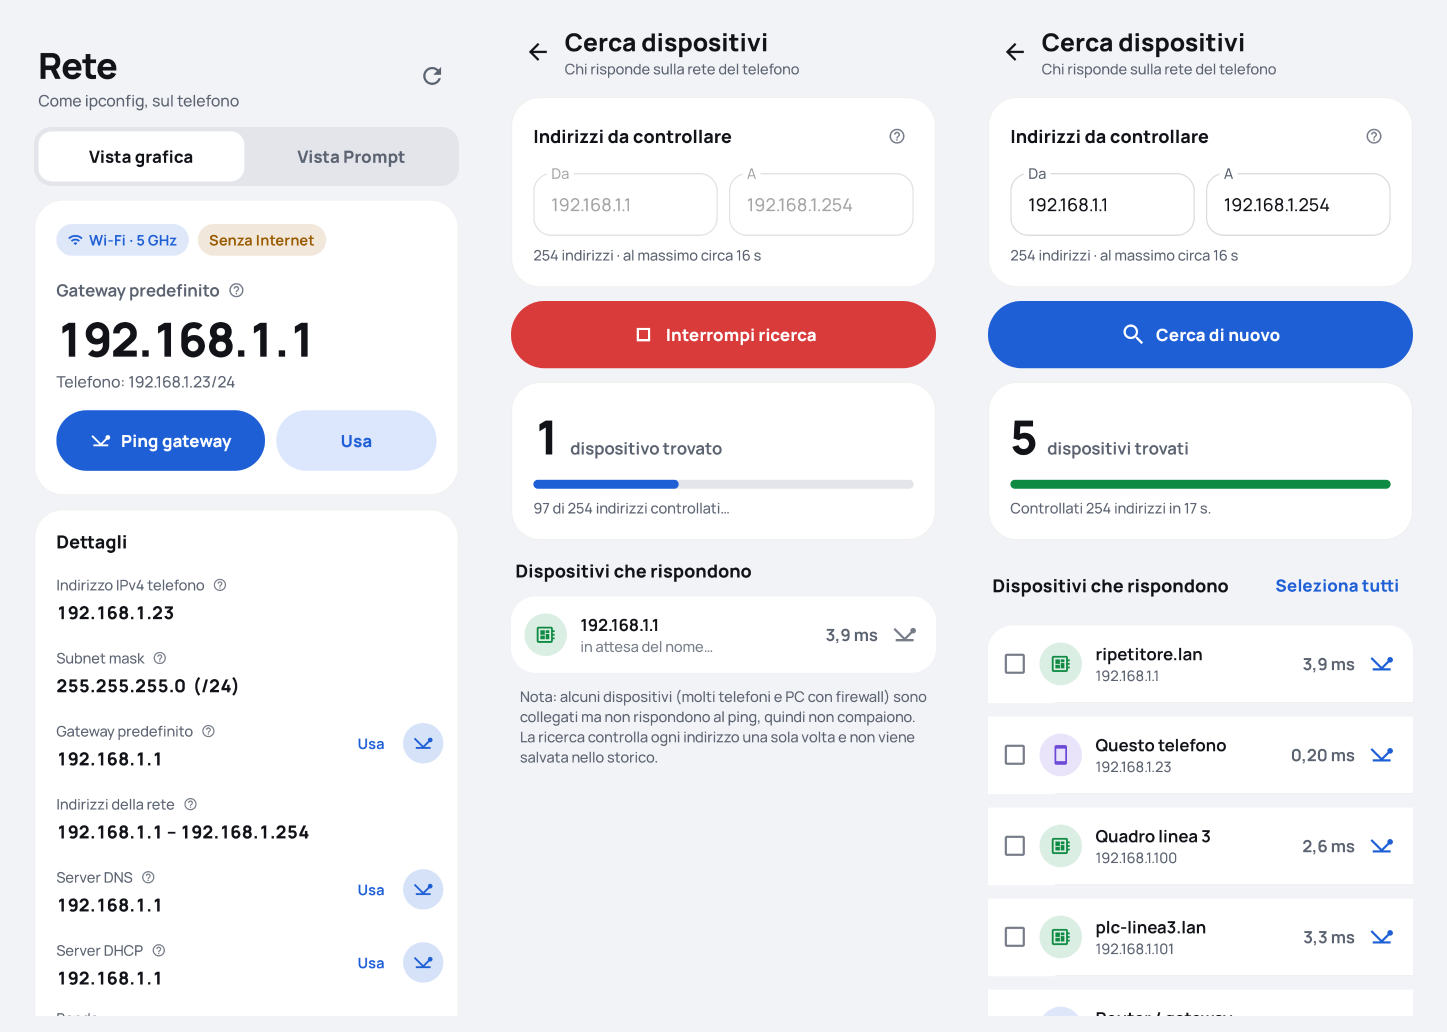 Rete
Come ipconfig, sul telefono
Vista grafica
Vista Prompt
Wi-Fi · 5 GHz
Senza Internet
Gateway predefinito
192.168.1.1
Telefono: 192.168.1.23/24
Ping gateway
Usa
Dettagli
Indirizzo IPv4 telefono
192.168.1.23
Subnet mask
255.255.255.0 (/24)
Gateway predefinito
192.168.1.1
Usa
Indirizzi della rete
192.168.1.1 – 192.168.1.254
Server DNS
192.168.1.1
Usa
Server DHCP
192.168.1.1
Usa
Cerca dispositivi
Chi risponde sulla rete del telefono
Indirizzi da controllare
Da
192.168.1.1
A
192.168.1.254
254 indirizzi · al massimo circa 16 s
Interrompi ricerca
1 dispositivo trovato
97 di 254 indirizzi controllati…
Dispositivi che rispondono
192.168.1.1
in attesa del nome…
3,9 ms
Nota: alcuni dispositivi (molti telefoni e PC con firewall) sono
collegati ma non rispondono al ping, quindi non compaiono.
La ricerca controlla ogni indirizzo una sola volta e non viene
salvata nello storico.
Cerca dispositivi
Chi risponde sulla rete del telefono
Indirizzi da controllare
Da
192.168.1.1
A
192.168.1.254
254 indirizzi · al massimo circa 16 s
Cerca di nuovo
5 dispositivi trovati
Controllati 254 indirizzi in 17 s.
Dispositivi che rispondono
Seleziona tutti
ripetitore.lan
192.168.1.1
3,9 ms
Questo telefono
192.168.1.23
0,20 ms
Quadro linea 3
192.168.1.100
2,6 ms
plc-linea3.lan
192.168.1.101
3,3 ms